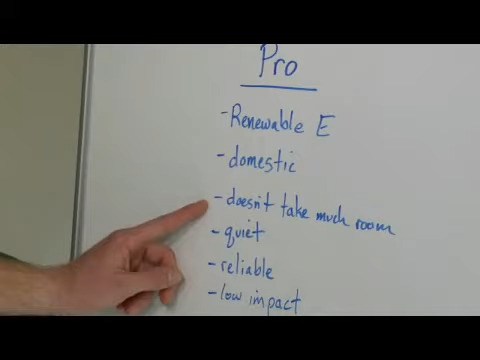 Pro
- Renewable E
- domestic
- doesn't take much room
- quiet
- reliable
- low impact